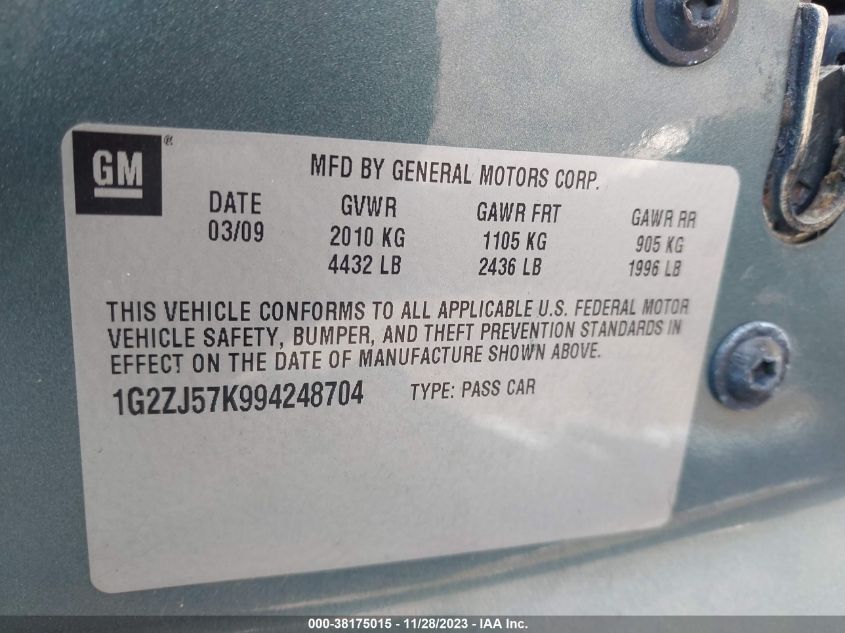 GM®
MFD BY GENERAL MOTORS CORP.
DATE GVWR GAWR FRT GAWR RR
03/09 2010 KG 1105 KG 905 KG
4432 LB 2436 LB 1996 LB
THIS VEHICLE CONFORMS TO ALL APPLICABLE U.S. FEDERAL MOTOR
VEHICLE SAFETY, BUMPER, AND THEFT PREVENTION STANDARDS IN
EFFECT ON THE DATE OF MANUFACTURE SHOWN ABOVE.
1G2ZJ57K994248704 TYPE: PASS CAR
000-38175015 - 11/28/2023 - IAA Inc.